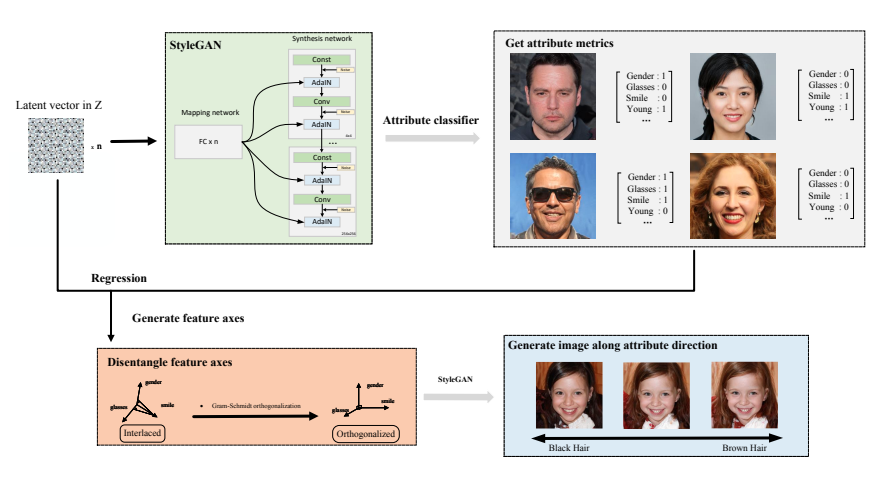 StyleGAN
Synthesis network
Const
Noise
AdaIN
Conv
Noise
AdaIN
4x4
...
Const
Noise
AdaIN
Conv
Noise
AdaIN
256x256
Mapping network
FC x n
Latent vector in Z
x n
Attribute classifier
Get attribute metrics
Gender : 1
Glasses : 0
Smile : 0
Young : 1
...
Gender : 0
Glasses : 0
Smile : 1
Young : 1
...
Gender : 1
Glasses : 1
Smile : 1
Young : 0
...
Gender : 0
Glasses : 0
Smile : 1
Young : 0
...
Regression
Generate feature axes
Disentangle feature axes
gender
glasses
smile
Interlaced
• Gram-Schmidt orthogonalization
gender
glasses
smile
Orthogonalized
StyleGAN
Generate image along attribute direction
Black Hair
Brown Hair